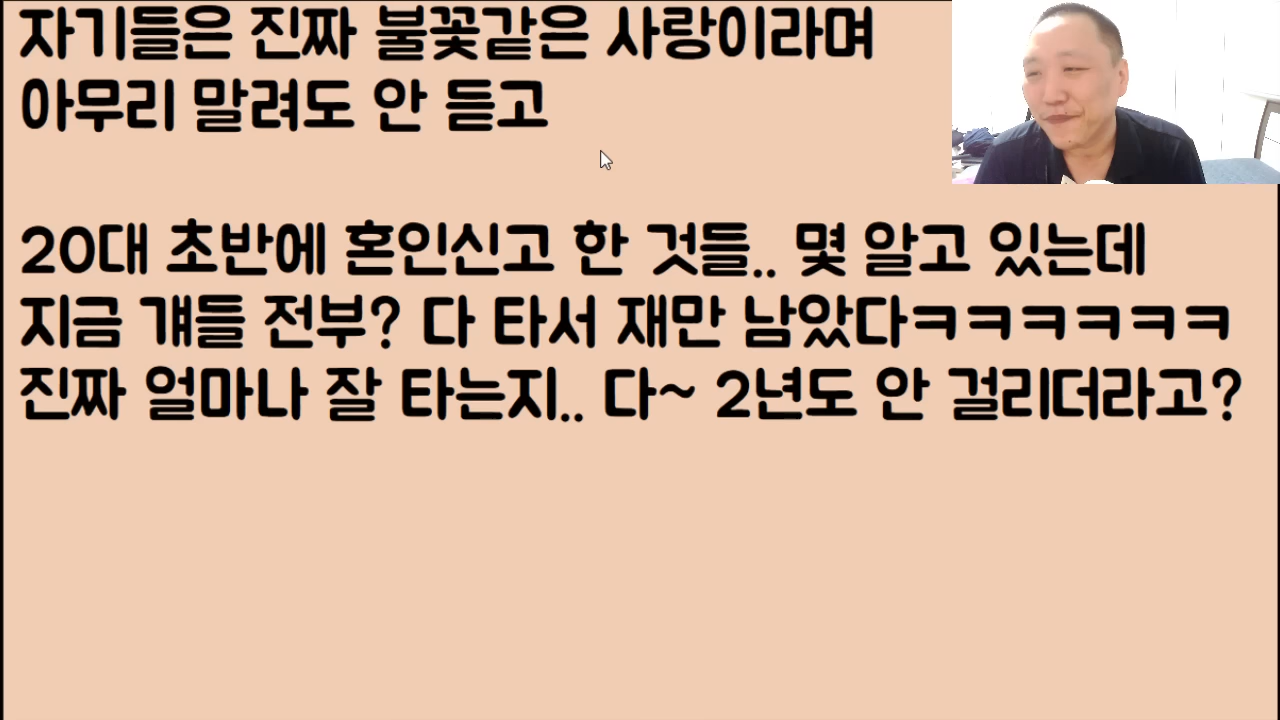 자기들은 진짜 불꽃같은 사랑이라며
아무리 말려도 안 듣고
20대 초반에 혼인신고 한 것들.. 몇 알고 있는데
지금 걔들 전부? 다 타서 재만 남았다ㅋㅋㅋㅋㅋㅋ
진짜 얼마나 잘 타는지.. 다~ 2년도 안 걸리더라고?